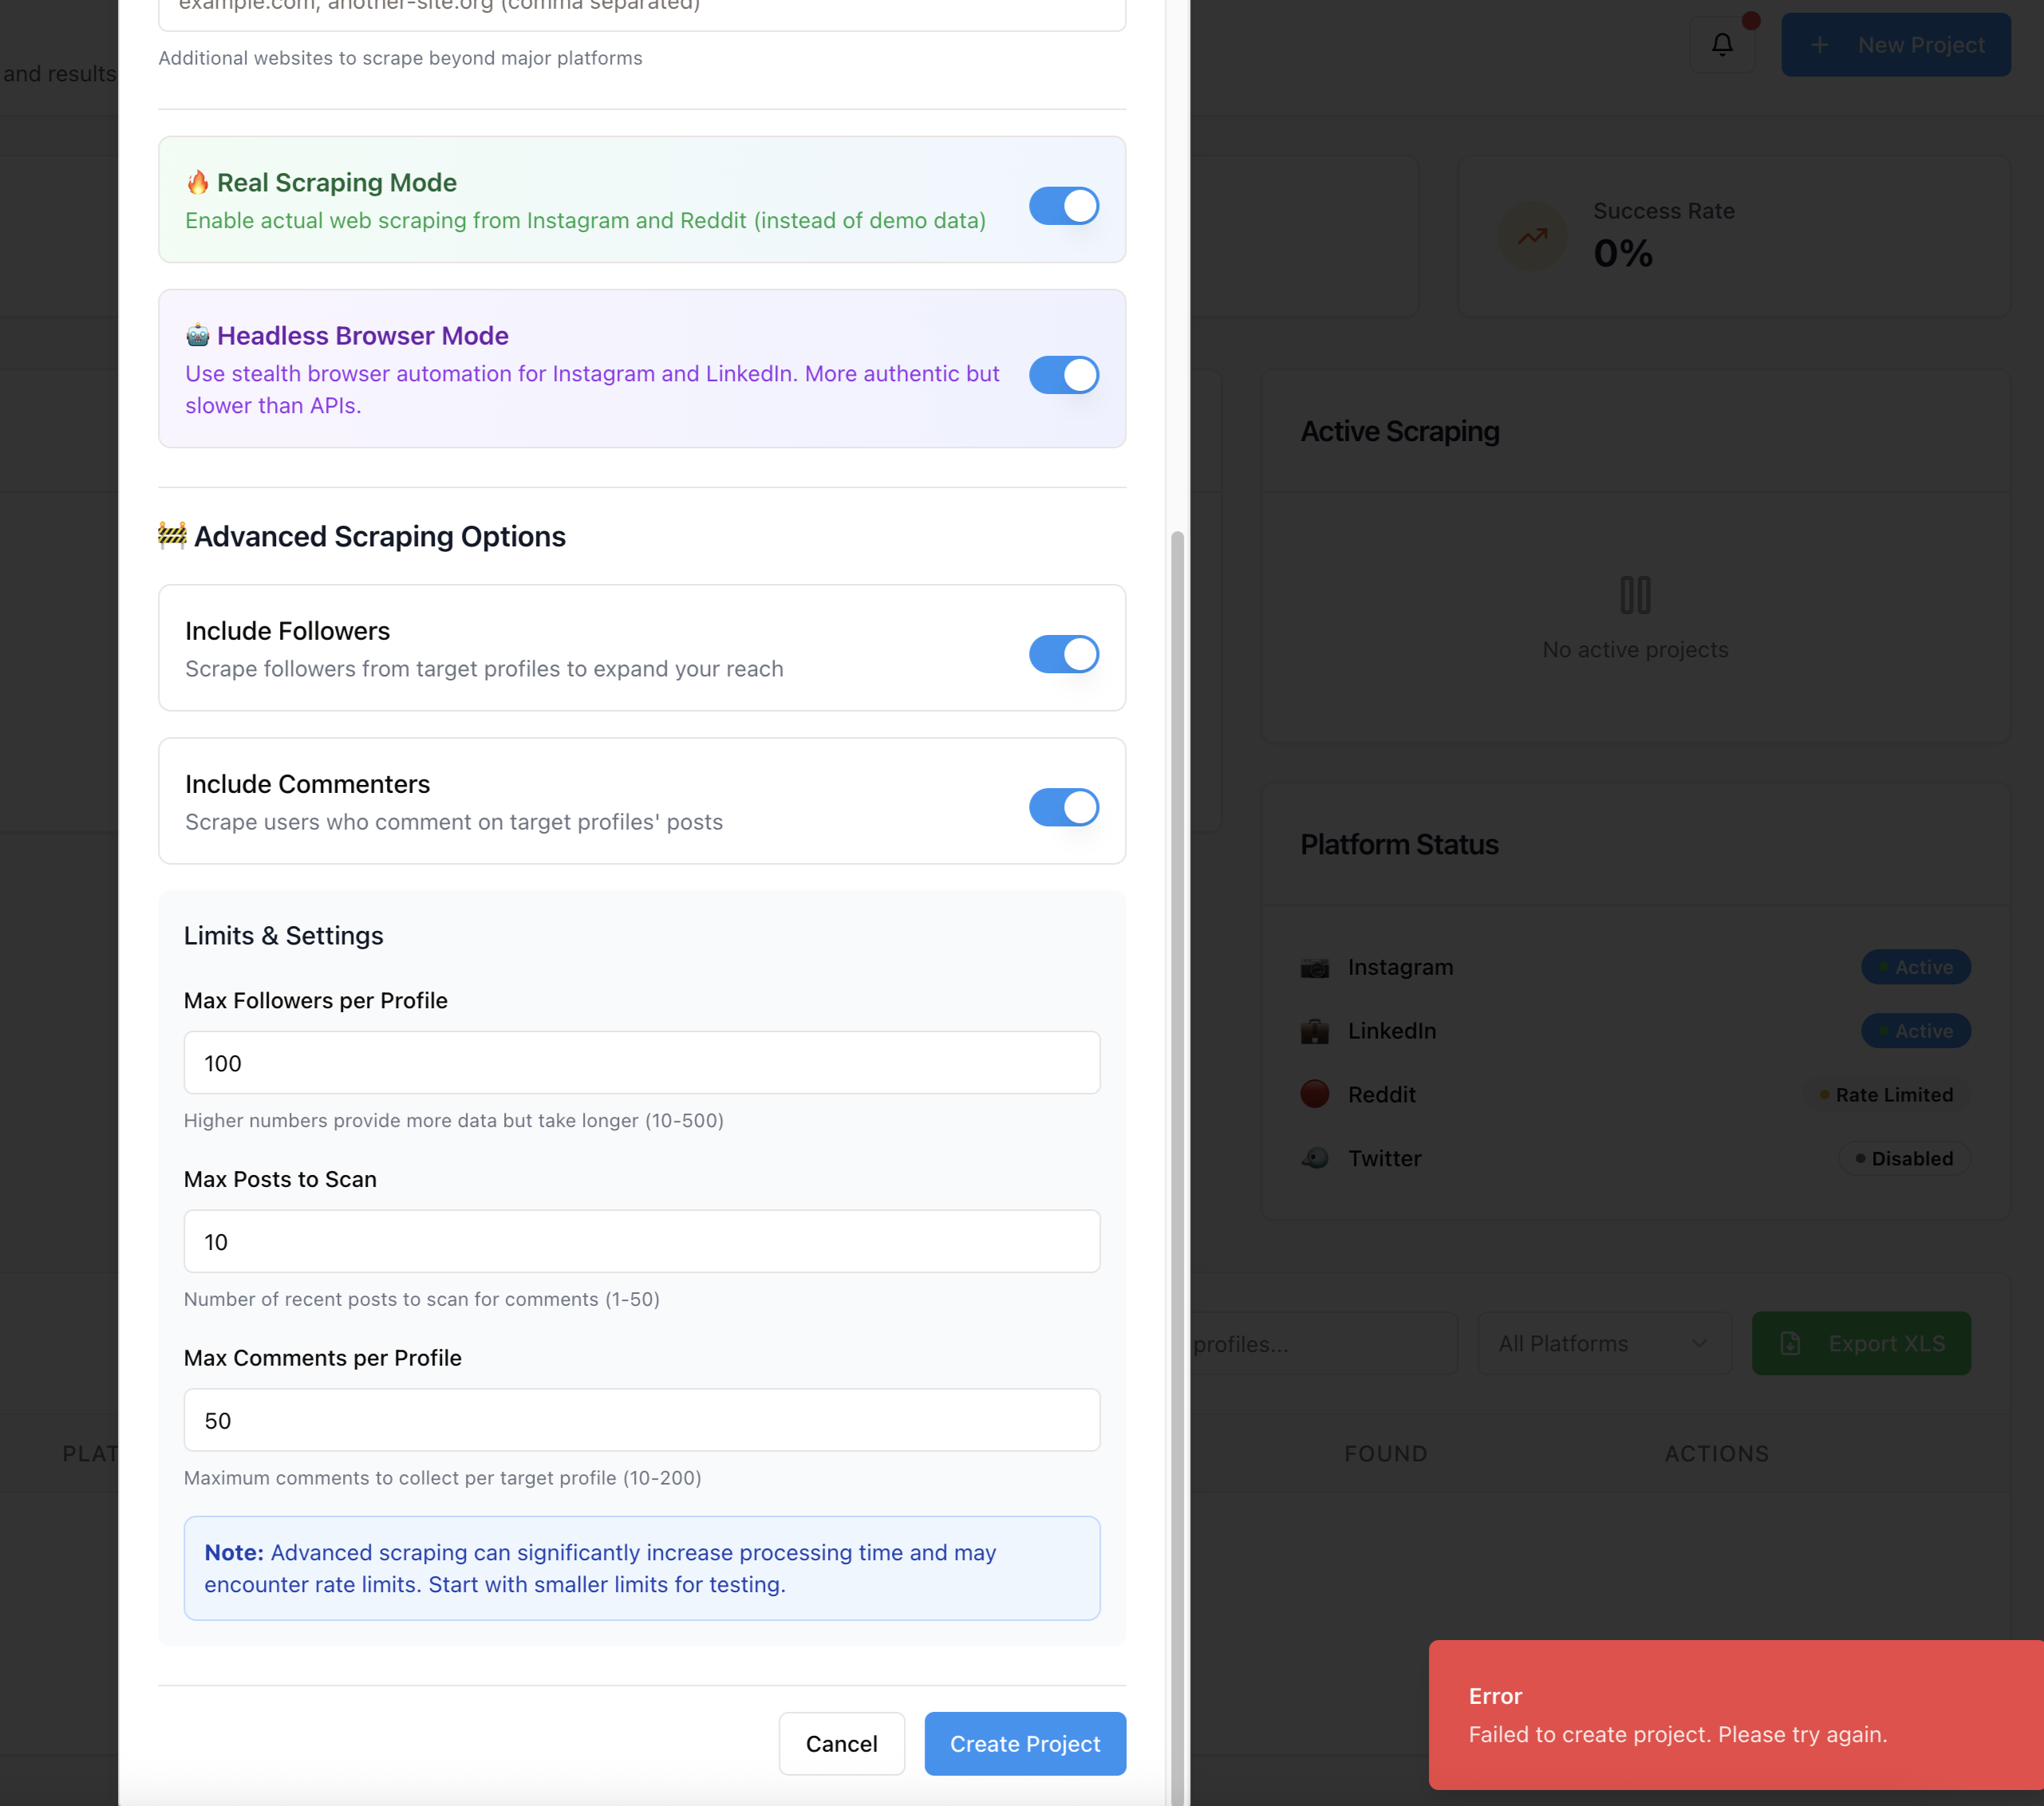 example.com, another-site.org (comma separated)
Additional websites to scrape beyond major platforms
🔥 Real Scraping Mode
Enable actual web scraping from Instagram and Reddit (instead of demo data)
🤖 Headless Browser Mode
Use stealth browser automation for Instagram and LinkedIn. More authentic but
slower than APIs.
🚧 Advanced Scraping Options
Include Followers
Scrape followers from target profiles to expand your reach
Include Commenters
Scrape users who comment on target profiles' posts
Limits & Settings
Max Followers per Profile
100
Higher numbers provide more data but take longer (10-500)
Max Posts to Scan
10
Number of recent posts to scan for comments (1-50)
Max Comments per Profile
50
Maximum comments to collect per target profile (10-200)
Note: Advanced scraping can significantly increase processing time and may
encounter rate limits. Start with smaller limits for testing.
Cancel
Create Project
and results
New Project
Success Rate
0%
Active Scraping
No active projects
Platform Status
Instagram
Active
LinkedIn
Active
Reddit
Rate Limited
Twitter
Disabled
profiles...
All Platforms
Export XLS
PLAT
FOUND
ACTIONS
Error
Failed to create project. Please try again.